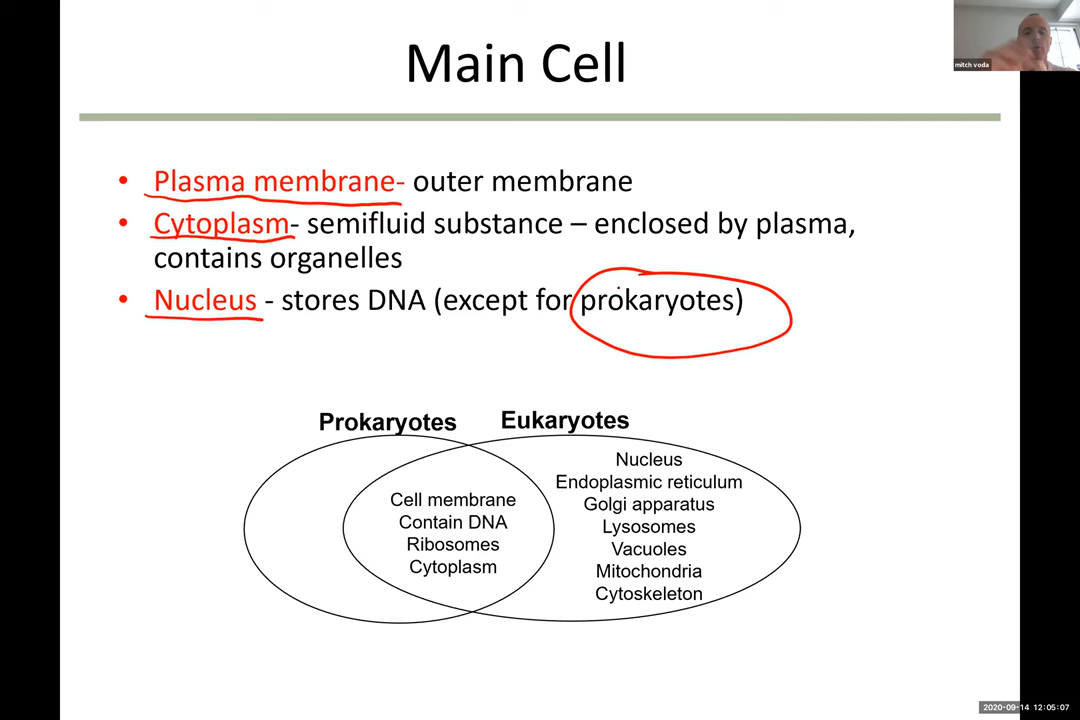 Main Cell
mitch voda
• Plasma membrane- outer membrane
• Cytoplasm- semifluid substance – enclosed by plasma,
contains organelles
• Nucleus - stores DNA (except for prokaryotes)
Prokaryotes
Eukaryotes
Cell membrane
Contain DNA
Ribosomes
Cytoplasm
Nucleus
Endoplasmic reticulum
Golgi apparatus
Lysosomes
Vacuoles
Mitochondria
Cytoskeleton
2020-09-14 12:05:07